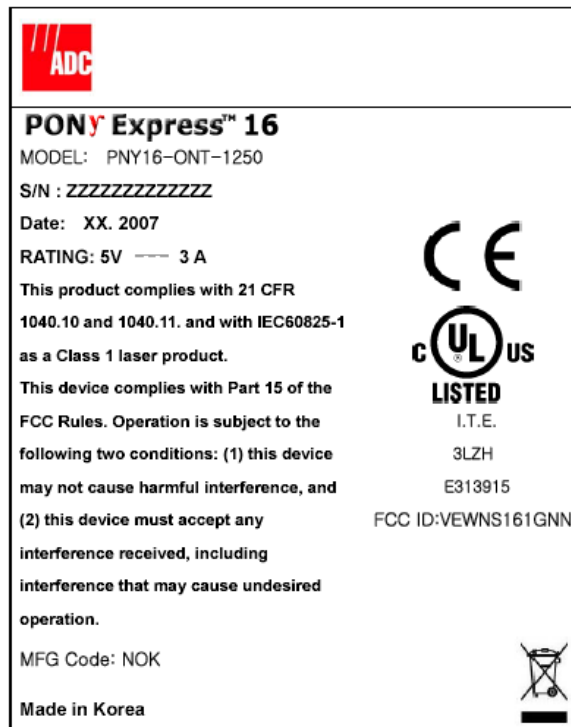 ADC
PONy Express™ 16
MODEL: PNY16-ONT-1250
S/N : ZZZZZZZZZZZZZ
Date: XX. 2007
RATING: 5V ⎓ 3 A
This product complies with 21 CFR
1040.10 and 1040.11. and with IEC60825-1
as a Class 1 laser product.
This device complies with Part 15 of the
FCC Rules. Operation is subject to the
following two conditions: (1) this device
may not cause harmful interference, and
(2) this device must accept any
interference received, including
interference that may cause undesired
operation.
MFG Code: NOK
Made in Korea
CE
C UL® US
LISTED
I.T.E.
3LZH
E313915
FCC ID:VEWNS161GNN